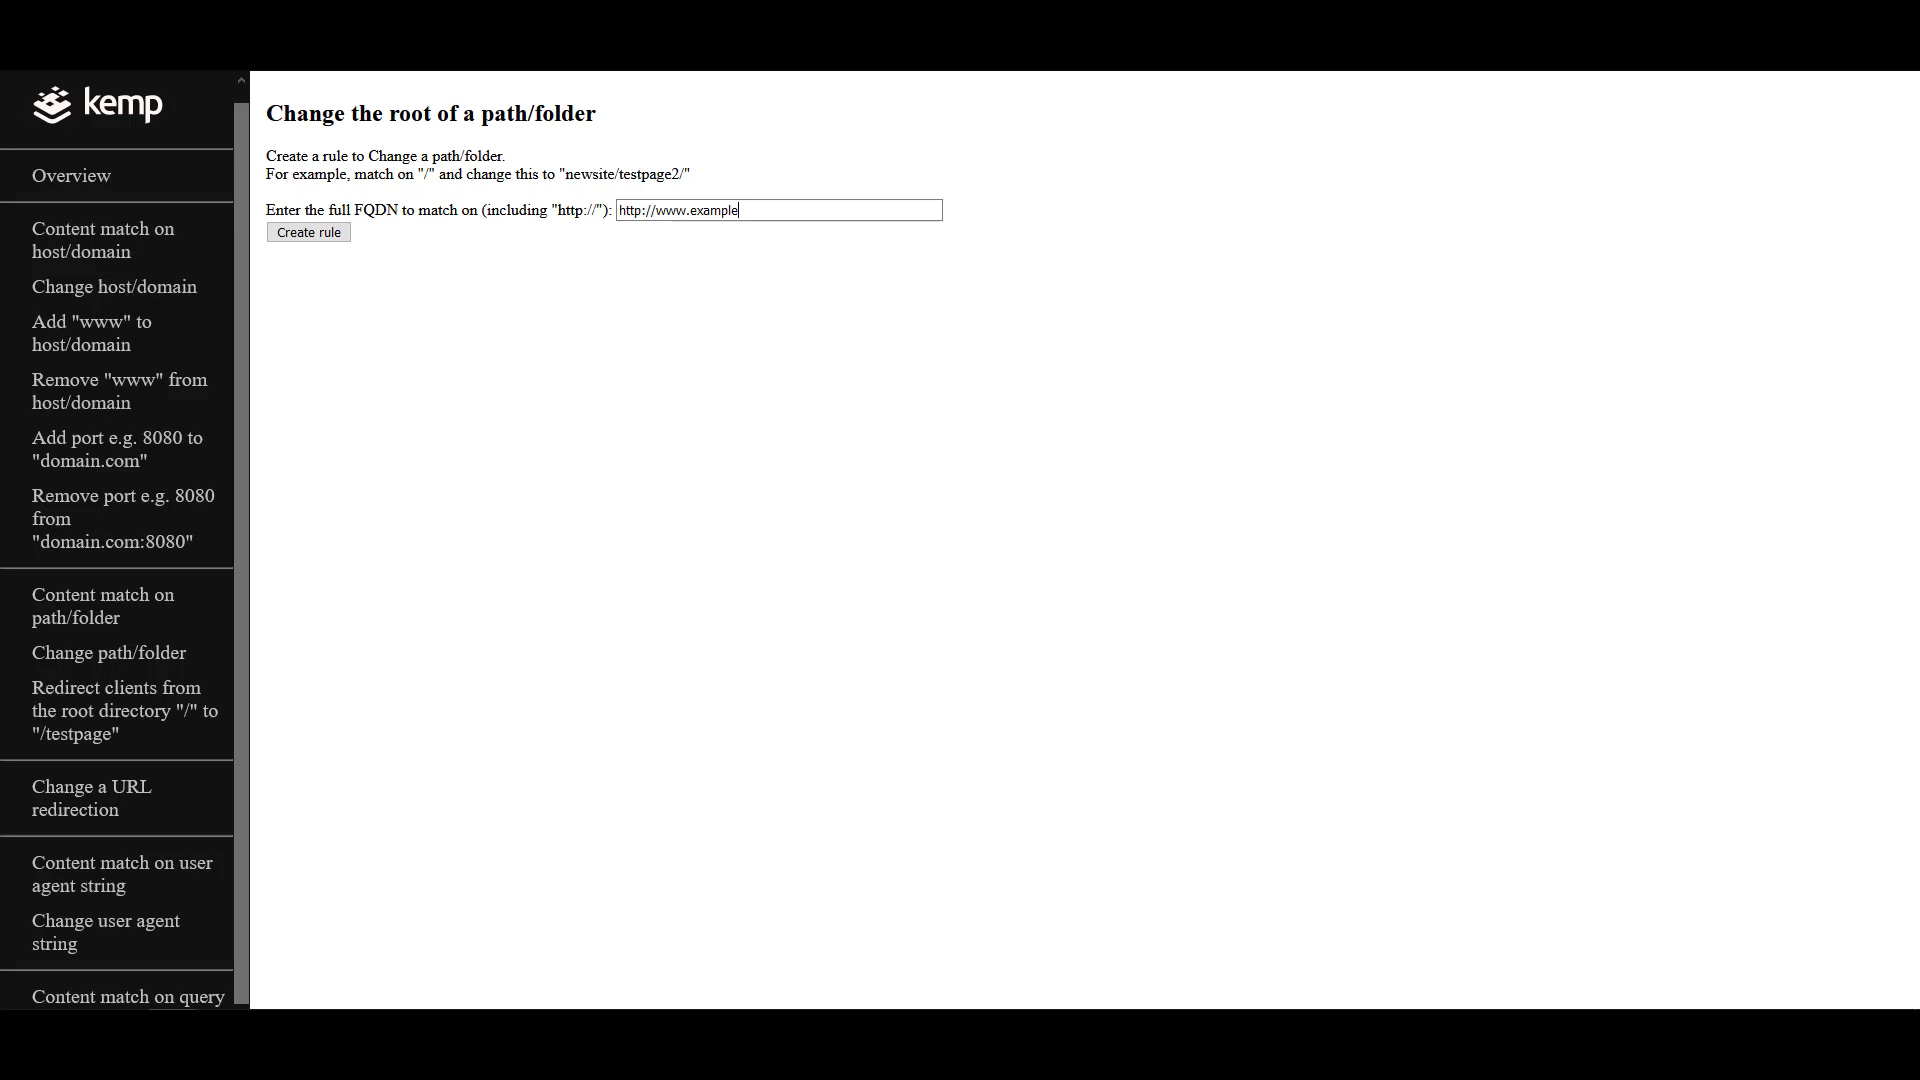 kemp
Overview
Content match on
host/domain
Change host/domain
Add "www" to
host/domain
Remove "www" from
host/domain
Add port e.g. 8080 to
"domain.com"
Remove port e.g. 8080
from
"domain.com:8080"
Content match on
path/folder
Change path/folder
Redirect clients from
the root directory "/" to
"/testpage"
Change a URL
redirection
Content match on user
agent string
Change user agent
string
Content match on query
Change the root of a path/folder
Create a rule to Change a path/folder.
For example, match on "/" and change this to "newsite/testpage2/"
Enter the full FQDN to match on (including "http://"): http://www.example
Create rule